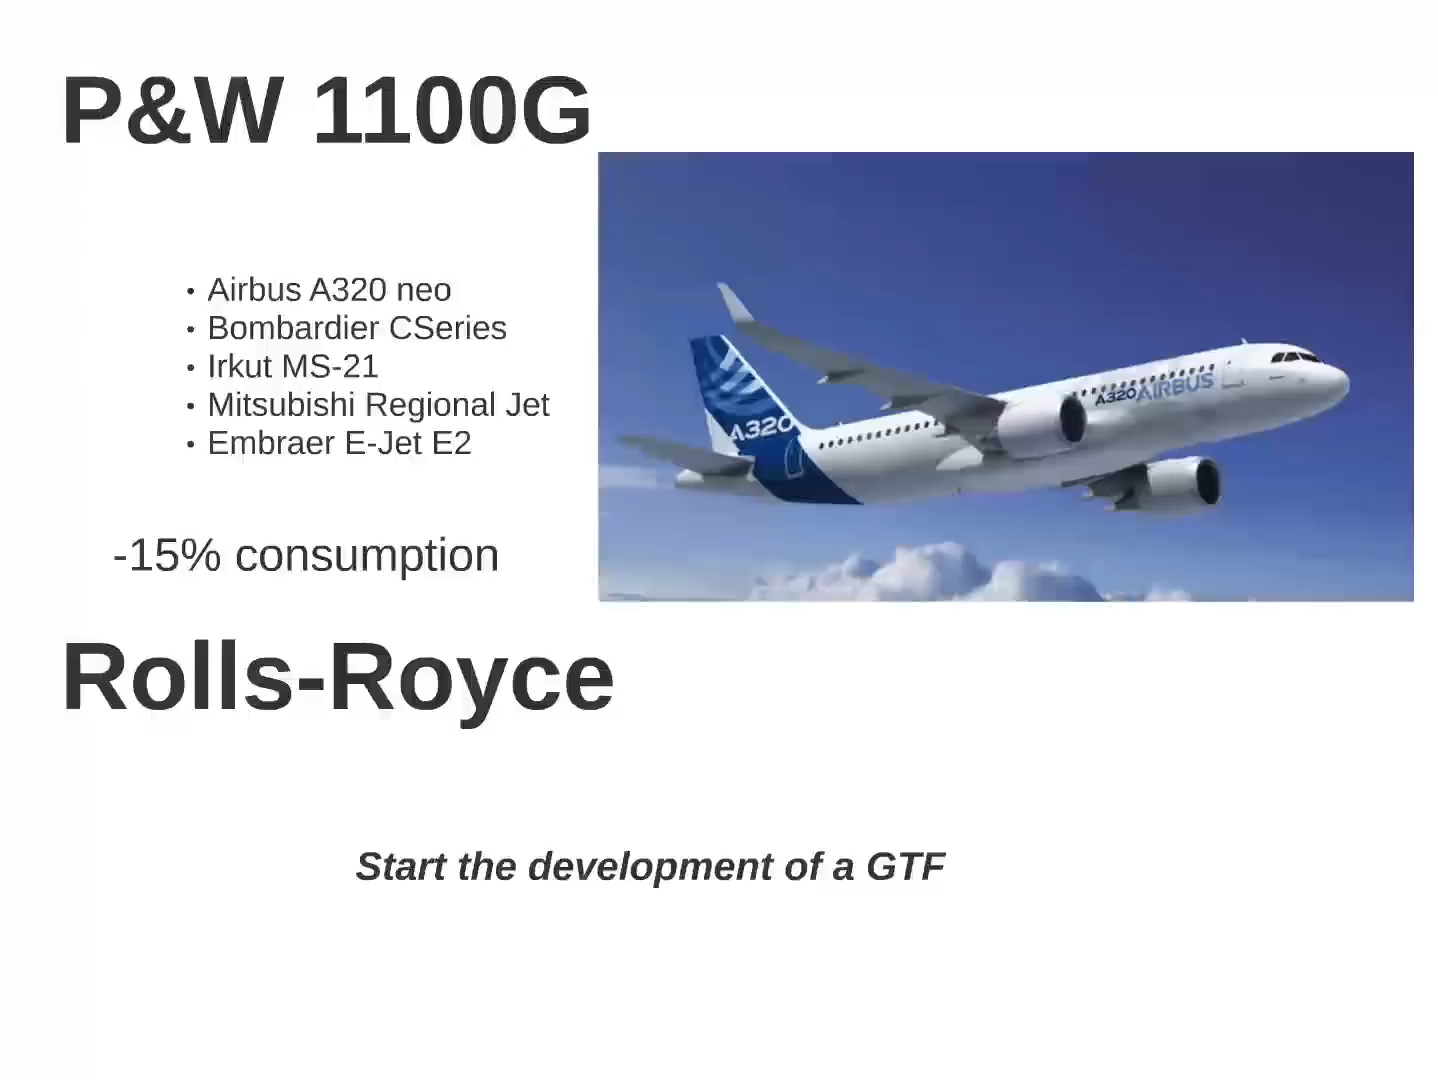 P&W 1100G
• Airbus A320 neo
• Bombardier CSeries
• Irkut MS-21
• Mitsubishi Regional Jet
• Embraer E-Jet E2
-15% consumption
A320
A320 AIRBUS
Rolls-Royce
Start the development of a GTF